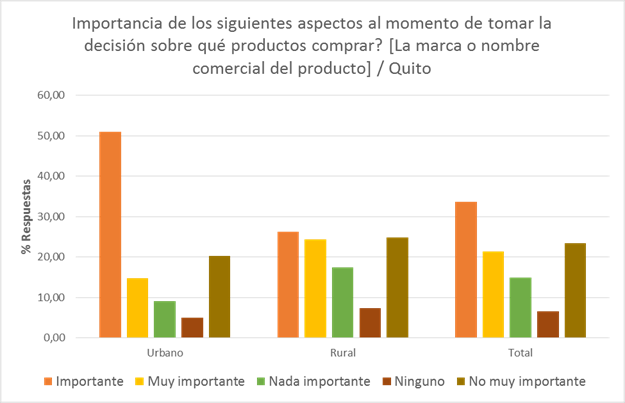 Importancia de los siguientes aspectos al momento de tomar la
decisión sobre qué productos comprar? [La marca o nombre
comercial del producto] / Quito
% Respuestas
60,00
50,00
40,00
30,00
20,00
10,00
0,00
Urbano Rural Total
Importante Muy importante Nada importante Ninguno No muy importante